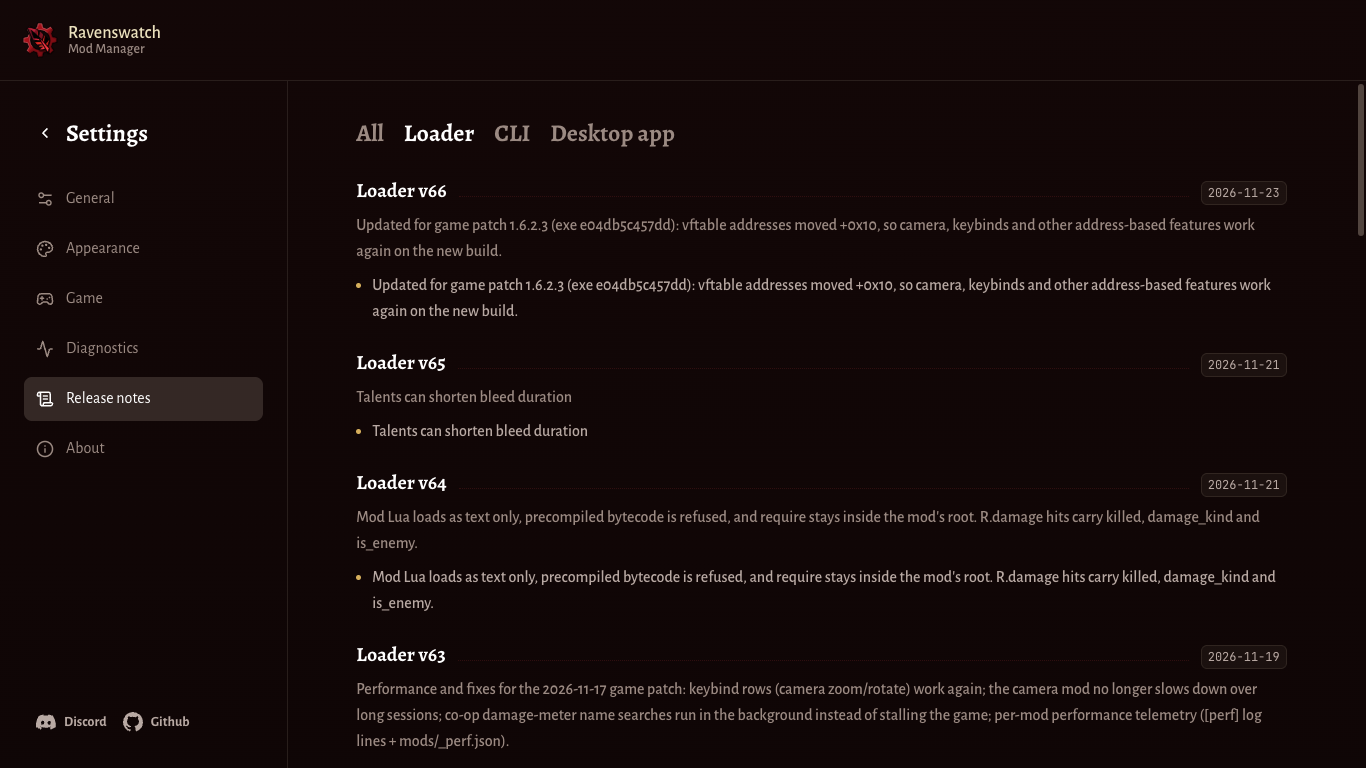 Ravenswatch
Mod Manager
Settings
General
Appearance
Game
Diagnostics
Release notes
About
Discord
Github
All Loader CLI Desktop app
Loader v66
2026-11-23
Updated for game patch 1.6.2.3 (exe e04db5c457dd): vftable addresses moved +0x10, so camera, keybinds and other address-based features work
again on the new build.
• Updated for game patch 1.6.2.3 (exe e04db5c457dd): vftable addresses moved +0x10, so camera, keybinds and other address-based features work
again on the new build.
Loader v65
2026-11-21
Talents can shorten bleed duration
• Talents can shorten bleed duration
Loader v64
2026-11-21
Mod Lua loads as text only, precompiled bytecode is refused, and require stays inside the mod's root. R.damage hits carry killed, damage_kind and
is_enemy.
• Mod Lua loads as text only, precompiled bytecode is refused, and require stays inside the mod's root. R.damage hits carry killed, damage_kind and
is_enemy.
Loader v63
2026-11-19
Performance and fixes for the 2026-11-17 game patch: keybind rows (camera zoom/rotate) work again; the camera mod no longer slows down over
long sessions; co-op damage-meter name searches run in the background instead of stalling the game; per-mod performance telemetry ([perf] log
lines + mods/_perf.json).